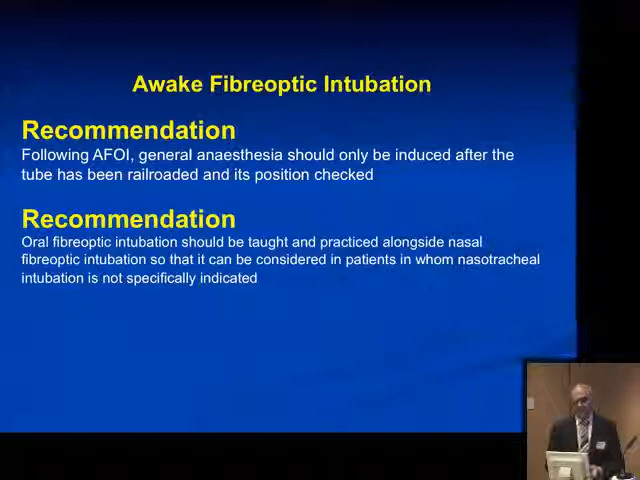 Awake Fibreoptic Intubation
Recommendation
Following AFOI, general anaesthesia should only be induced after the
tube has been railroaded and its position checked
Recommendation
Oral fibreoptic intubation should be taught and practiced alongside nasal
fibreoptic intubation so that it can be considered in patients in whom nasotracheal
intubation is not specifically indicated